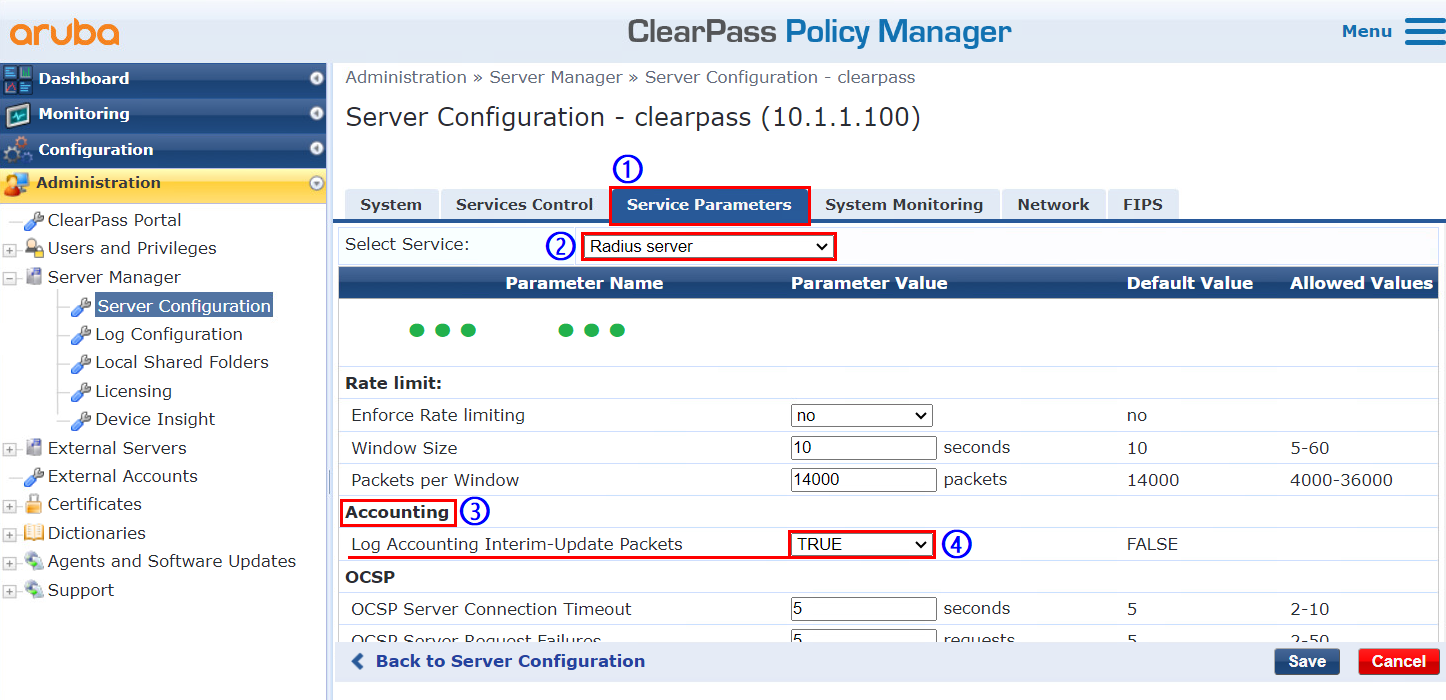 aruba
ClearPass Policy Manager
Menu
Dashboard
Monitoring
Configuration
Administration
ClearPass Portal
Users and Privileges
Server Manager
Server Configuration
Log Configuration
Local Shared Folders
Licensing
Device Insight
External Servers
External Accounts
Certificates
Dictionaries
Agents and Software Updates
Support
Administration » Server Manager » Server Configuration - clearpass
Server Configuration - clearpass (10.1.1.100)
①
System Services Control Service Parameters System Monitoring Network FIPS
Select Service: ② Radius server
Parameter Name Parameter Value Default Value Allowed Values
Rate limit:
Enforce Rate limiting no no
Window Size 10 seconds 10 5-60
Packets per Window 14000 packets 14000 4000-36000
Accounting ③
Log Accounting Interim-Update Packets TRUE ④ FALSE
OCSP
OCSP Server Connection Timeout 5 seconds 5 2-10
OCSP Server Request Failures 5 requests 5 2-50
Back to Server Configuration Save Cancel